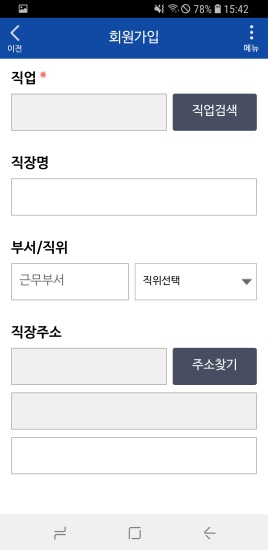 78% 15:42
이전
회원가입
메뉴
직업 *
직업검색
직장명
부서/직위
근무부서 직위선택
직장주소
주소찾기